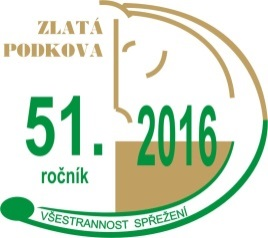 ZLATÁ
PODKOVA
51.
2016
ročník
VŠESTRANNOST SPŘEŽENÍ